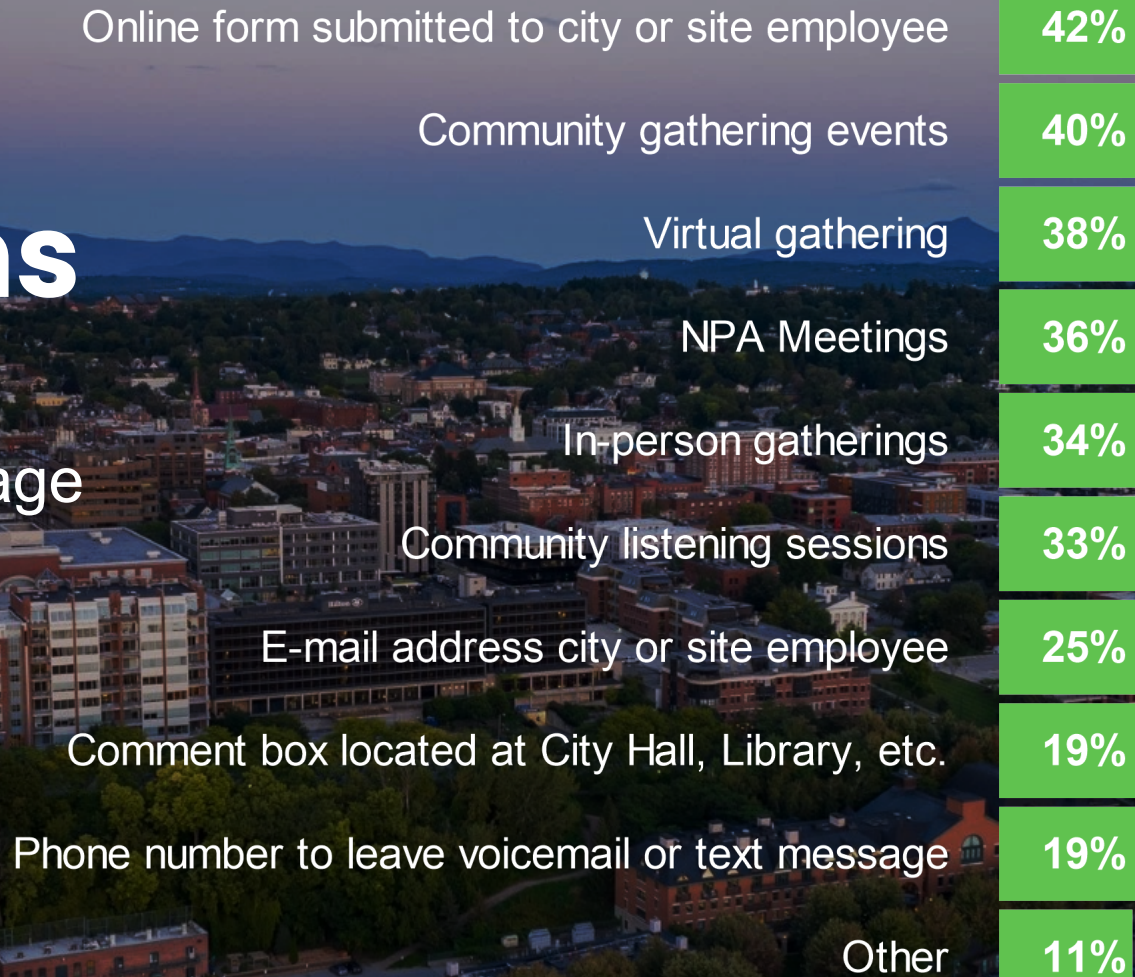 Online form submitted to city or site employee 42%
Community gathering events 40%
ns
Virtual gathering 38%
NPA Meetings 36%
In-person gatherings 34%
age
Community listening sessions 33%
Hilton
E-mail address city or site employee 25%
Comment box located at City Hall, Library, etc. 19%
Phone number to leave voicemail or text message 19%
Other 11%